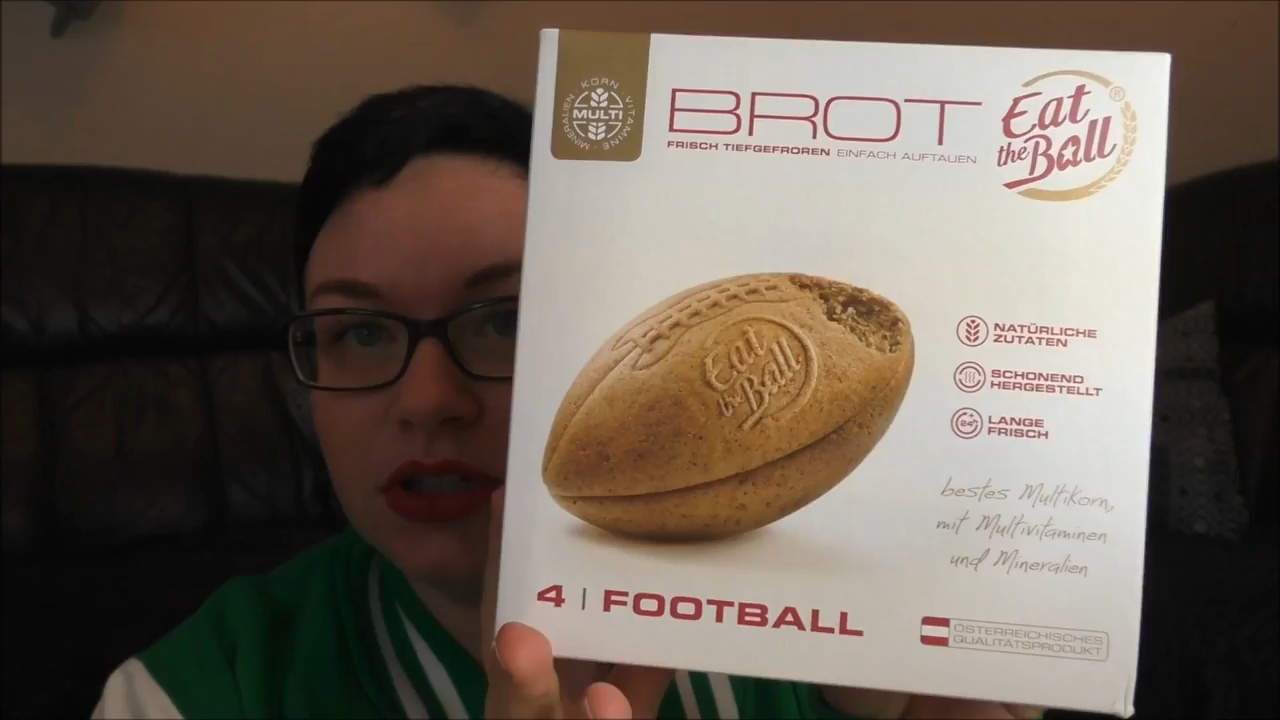 KORN VITAMINE MINERALIEN
MULTI
BROT
FRISCH TIEFGEFROREN EINFACH AUFTAUEN
Eat
the Ball
®
Eat
the Ball
NATÜRLICHE
ZUTATEN
SCHONEND
HERGESTELLT
24
LANGE
FRISCH
bestes Multikorn,
mit Multivitaminen
und Mineralien
4 | FOOTBALL
ÖSTERREICHISCHES
QUALITÄTSPRODUKT